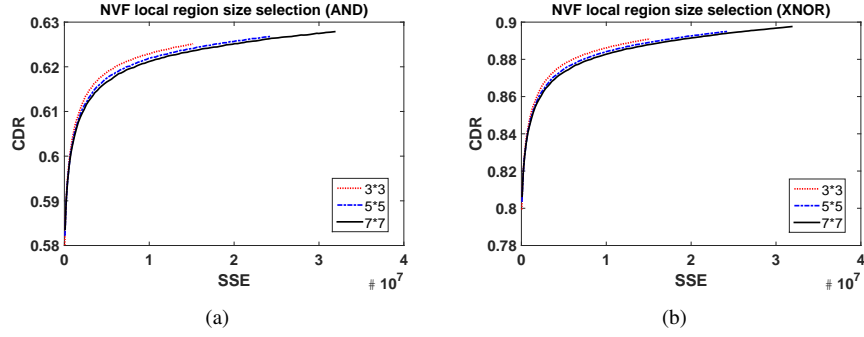 NVF local region size selection (AND)
0.63
0.62
0.61
0.6
0.59
0.58
CDR
3*3
5*5
7*7
0 1 2 3 4
SSE
# 10^7
(a)
NVF local region size selection (XNOR)
0.9
0.88
0.86
0.84
0.82
0.8
0.78
CDR
3*3
5*5
7*7
0 1 2 3 4
SSE
# 10^7
(b)